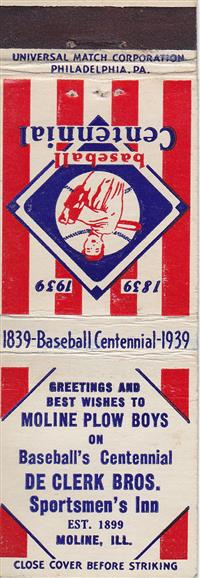 UNIVERSAL MATCH CORPORATION
PHILADELPHIA, PA.
baseball
Centennial
1839 1939
1839-Baseball Centennial-1939
GREETINGS AND
BEST WISHES TO
MOLINE PLOW BOYS
ON
Baseball's Centennial
DE CLERK BROS.
Sportsmen's Inn
EST. 1899
MOLINE, ILL.
CLOSE COVER BEFORE STRIKING